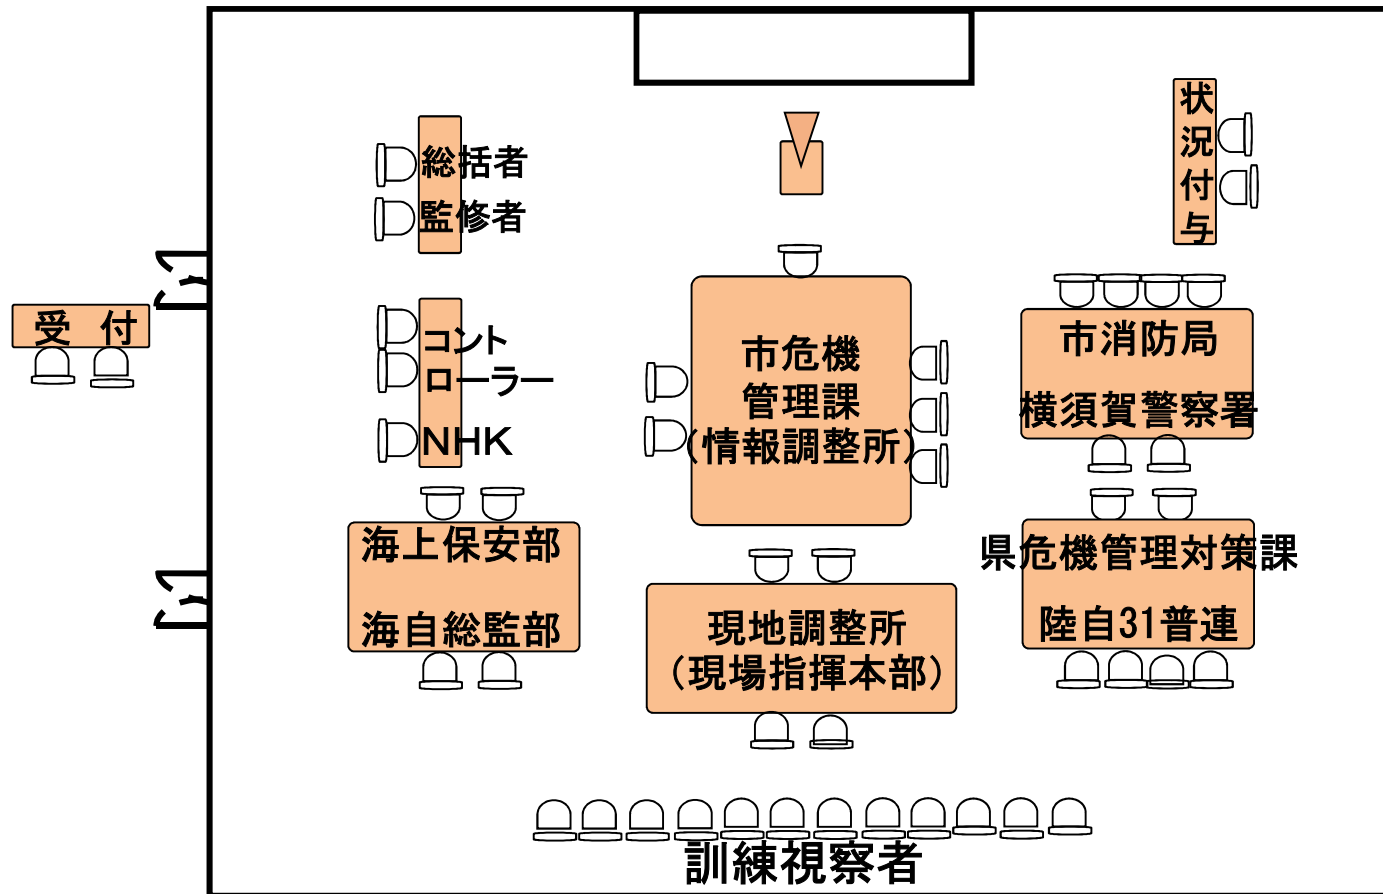 状況付与
総括者
監修者
受　付
コント
ローラー
ＮＨＫ
市危機
管理課
（情報調整所）
市消防局
横須賀警察署
海上保安部
海自総監部
現地調整所
（現場指揮本部）
県危機管理対策課
陸自31普連
訓練視察者